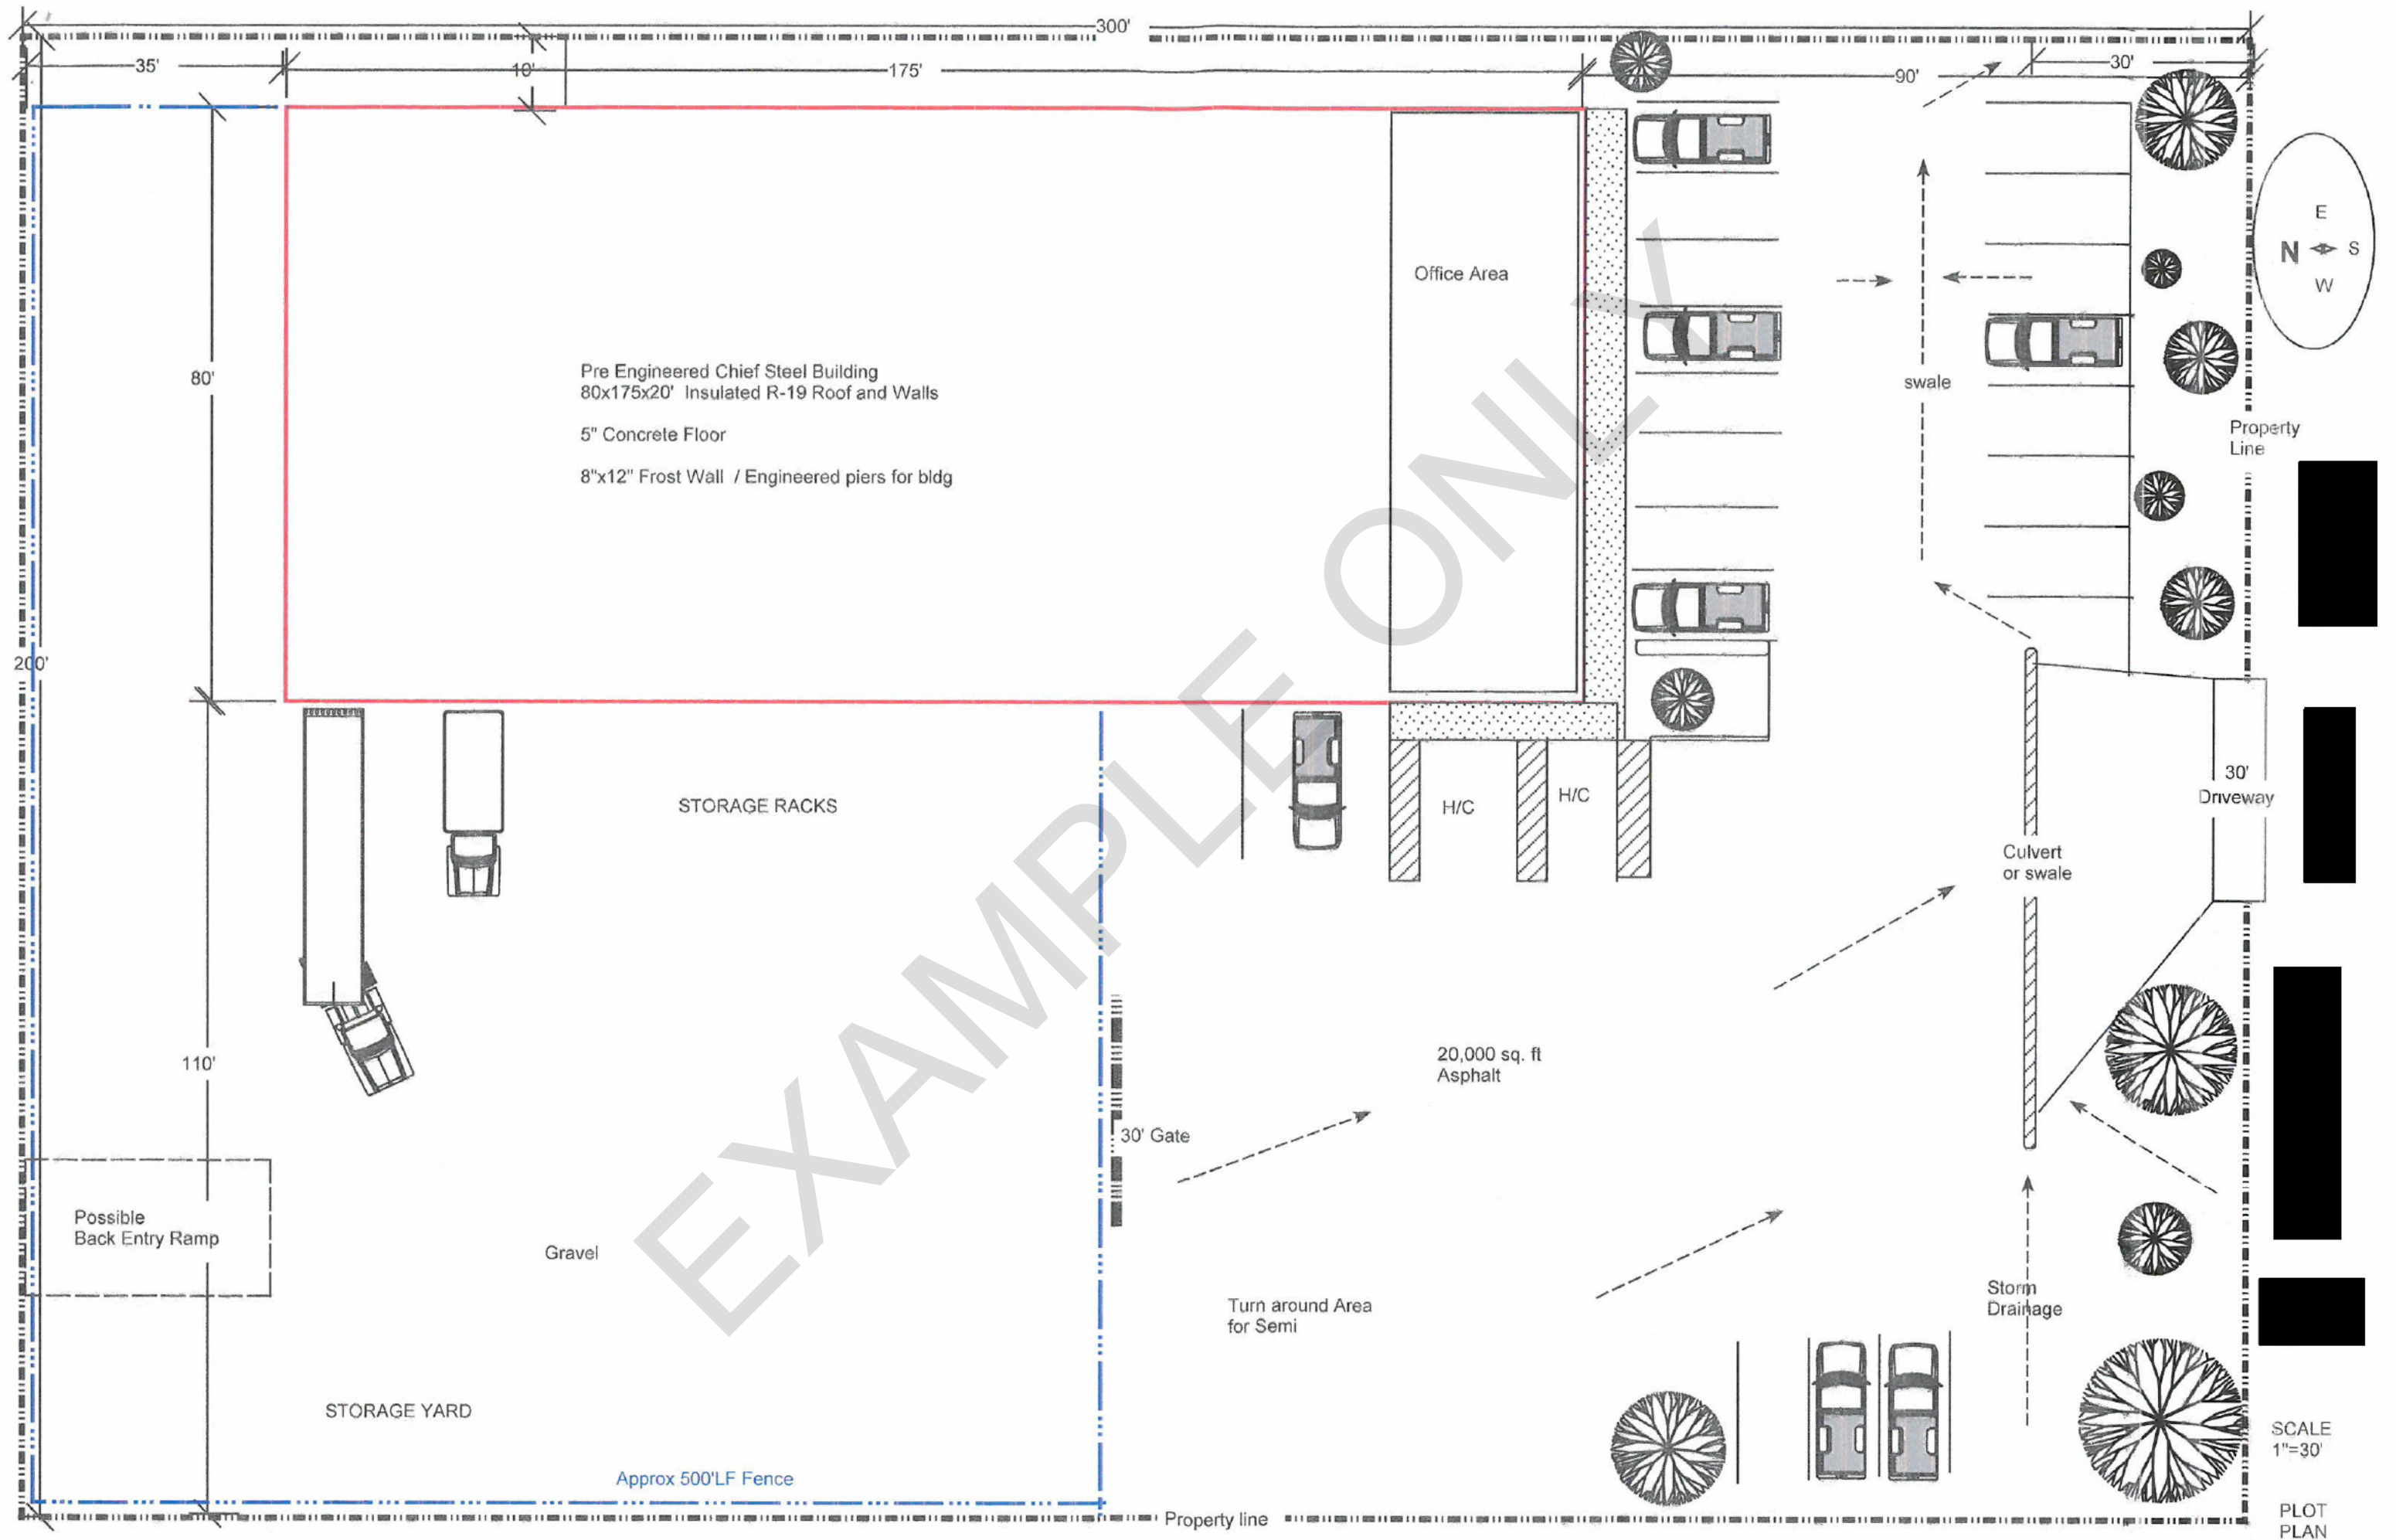 300'
35'
10'
175'
90'
30'
E
N S
W
Office Area
Pre Engineered Chief Steel Building
80x175x20' Insulated R-19 Roof and Walls
5" Concrete Floor
8"x12" Frost Wall / Engineered piers for bldg
80'
swale
Property
Line
200'
STORAGE RACKS
H/C
H/C
30'
Driveway
Culvert
or swale
110'
20,000 sq. ft
Asphalt
30' Gate
Possible
Back Entry Ramp
Gravel
Turn around Area
for Semi
Storm
Drainage
STORAGE YARD
SCALE
1"=30'
Approx 500'LF Fence
Property line
PLOT
PLAN
EXAMPLE ONLY